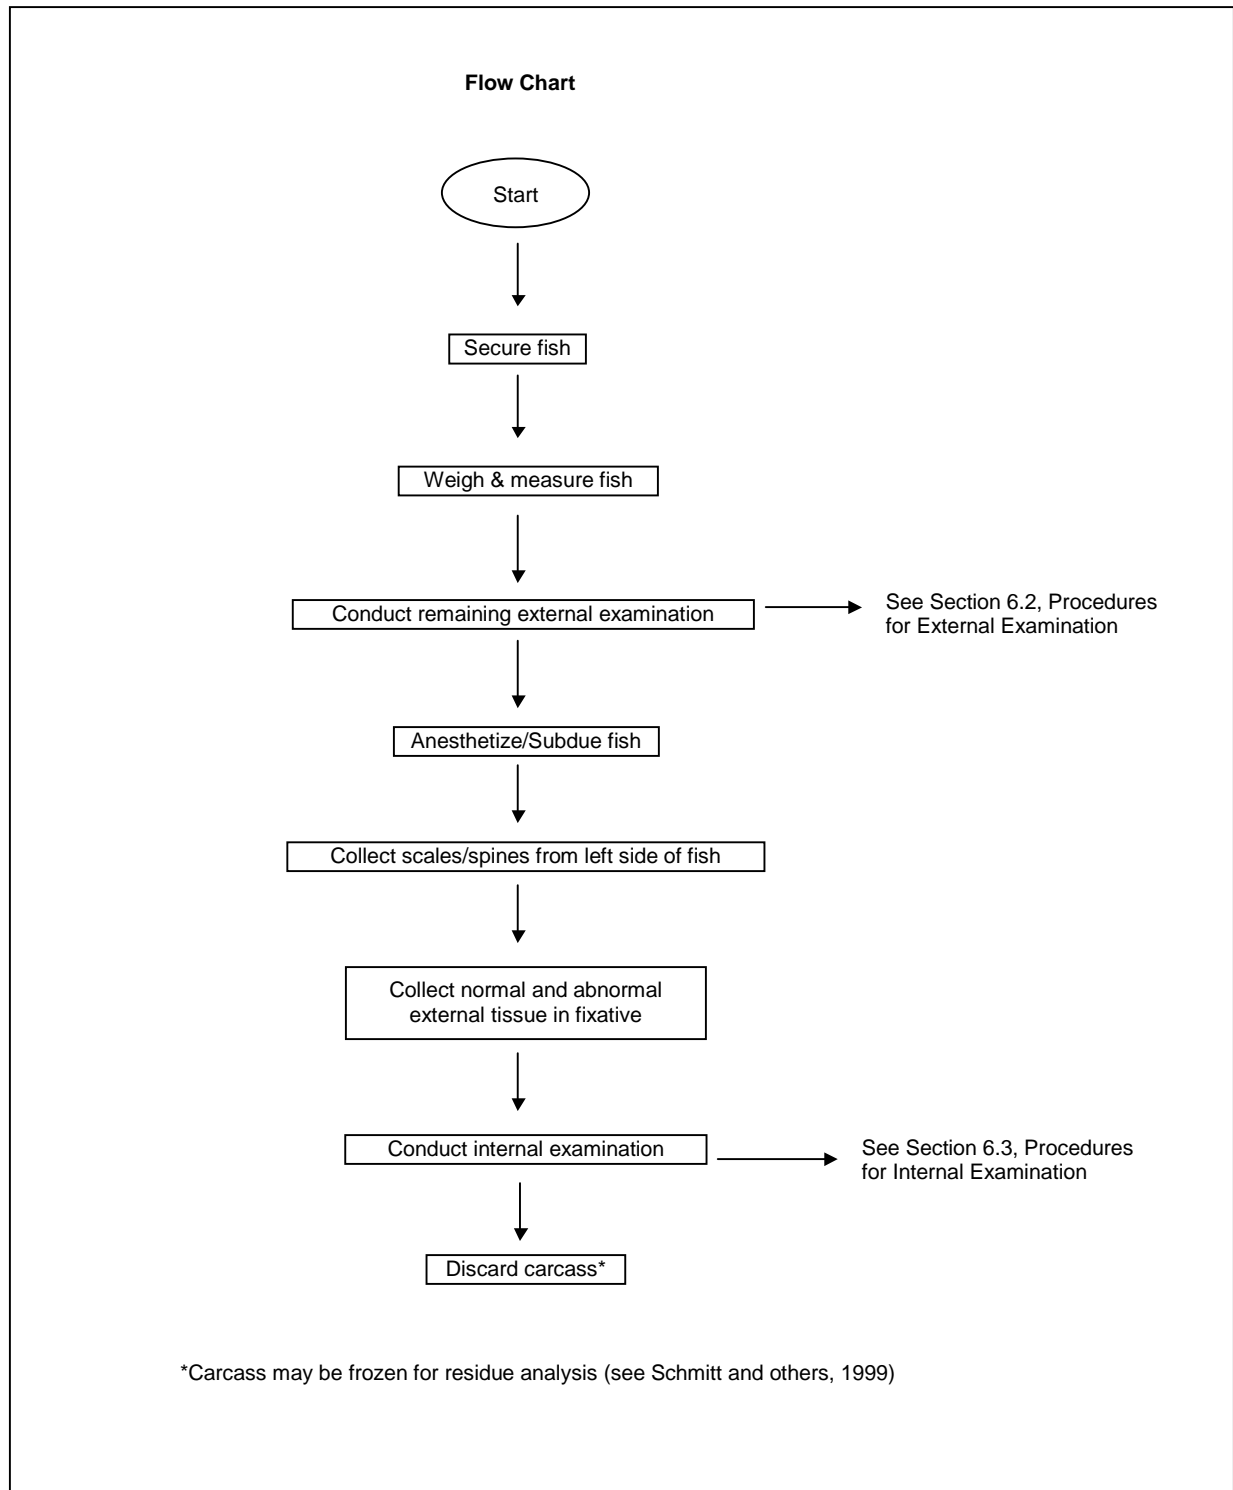 Flow Chart
Start
Secure fish
Weigh & measure fish
Conduct remaining external examination
See Section 6.2, Procedures
for External Examination
Anesthetize/Subdue fish
Collect scales/spines from left side of fish
Collect normal and abnormal
external tissue in fixative
Conduct internal examination
See Section 6.3, Procedures
for Internal Examination
Discard carcass*
*Carcass may be frozen for residue analysis (see Schmitt and others, 1999)